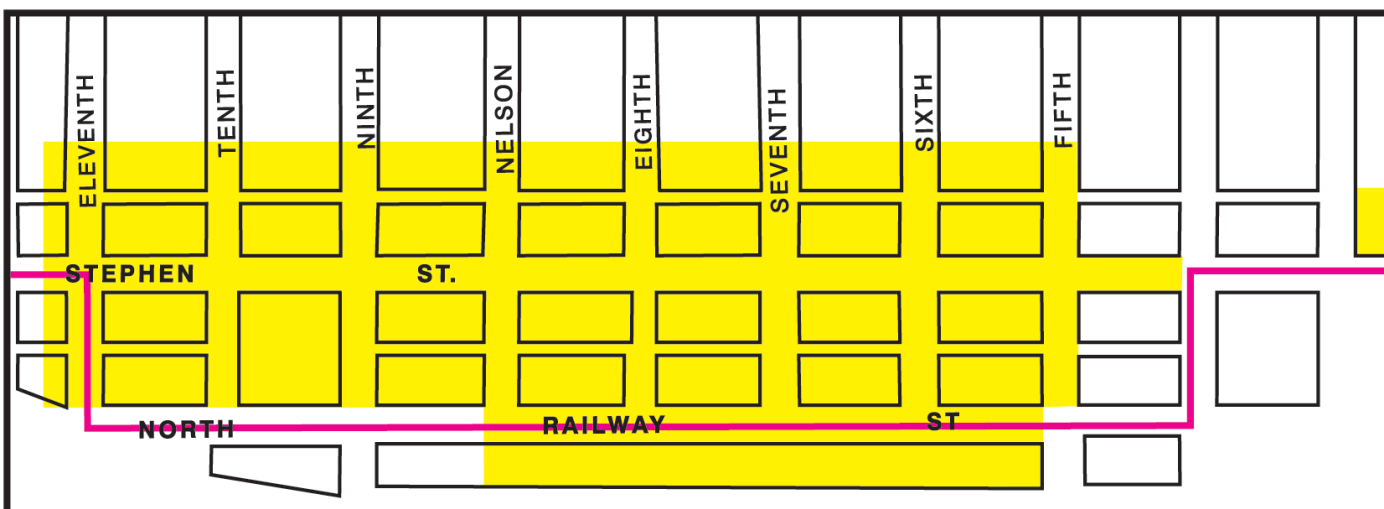 ELEVENTH
TENTH
NINTH
NELSON
EIGHTH
SEVENTH
SIXTH
FIFTH
STEPHEN ST.
NORTH RAILWAY ST